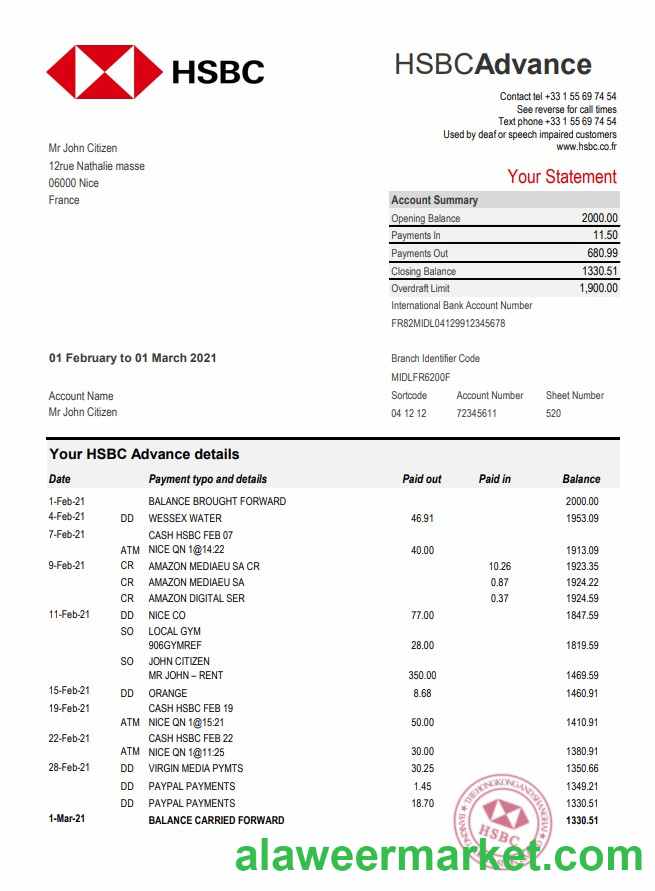 HSBC
HSBCAdvance
Contact tel +33 1 55 69 74 54
See reverse for call times
Text phone +33 1 55 69 74 54
Used by deaf or speech impaired customers
www.hsbc.co.fr
Mr John Citizen
12rue Nathalie masse
06000 Nice
France
Your Statement
Account Summary
Opening Balance 2000.00
Payments In 11.50
Payments Out 680.99
Closing Balance 1330.51
Overdraft Limit 1,900.00
International Bank Account Number
FR82MIDL04129912345678
01 February to 01 March 2021
Branch Identifier Code
MIDLFR6200F
Account Name
Mr John Citizen
Sortcode Account Number Sheet Number
04 12 12 72345611 520
Your HSBC Advance details
Date Payment typo and details Paid out Paid in Balance
1-Feb-21 BALANCE BROUGHT FORWARD 2000.00
4-Feb-21 DD WESSEX WATER 46.91 1953.09
7-Feb-21 CASH HSBC FEB 07
ATM NICE QN 1@14:22 40.00 1913.09
9-Feb-21 CR AMAZON MEDIAEU SA CR 10.26 1923.35
CR AMAZON MEDIAEU SA 0.87 1924.22
CR AMAZON DIGITAL SER 0.37 1924.59
11-Feb-21 DD NICE CO 77.00 1847.59
SO LOCAL GYM
906GYMREF 28.00 1819.59
SO JOHN CITIZEN
MR JOHN – RENT 350.00 1469.59
15-Feb-21 DD ORANGE 8.68 1460.91
19-Feb-21 CASH HSBC FEB 19
ATM NICE QN 1@15:21 50.00 1410.91
22-Feb-21 CASH HSBC FEB 22
ATM NICE QN 1@11:25 30.00 1380.91
28-Feb-21 DD VIRGIN MEDIA PYMTS 30.25 1350.66
DD PAYPAL PAYMENTS 1.45 1349.21
DD PAYPAL PAYMENTS 18.70 1330.51
1-Mar-21 BALANCE CARRIED FORWARD 1330.51
HSBC
alaweermarket.com